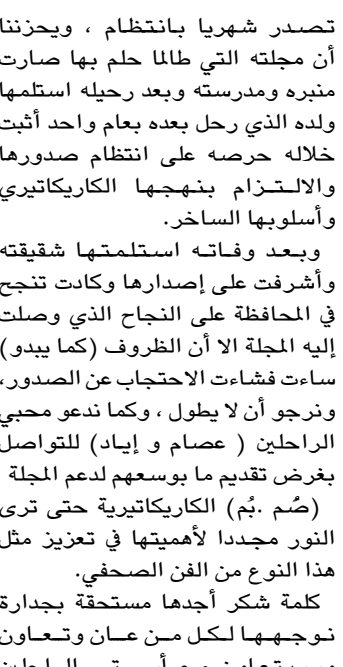 تصدر شهريا بانتظام ، ويحزننا
أن مجلته التي طالما حلم بها صارت
منبره ومدرسته وبعد رحيله استلمها
ولده الذي رحل بعده بعام واحد أثبت
خلاله حرصه على انتظام صدورها
والالتزام بنهجها الكاريكاتيري
وأسلوبها الساخر.
وبعد وفاته استلمتها شقيقته
وأشرفت على إصدارها وكادت تنجح
في المحافظة على النجاح الذي وصلت
إليه المجلة الا أن الظروف (كما يبدو)
ساءت فشاءت الاحتجاب عن الصدور،
ونرجو أن لا يطول ، وكما ندعو محبي
الراحلين ( عصام و إياد) للتواصل
بغرض تقديم ما بوسعهم لدعم المجلة
(صُم .بُم) الكاريكاتيرية حتى ترى
النور مجددا لأهميتها في تعزيز مثل
هذا النوع من الفن الصحفي.
كلمة شكر أجدها مستحقة بجدارة
نوجهها لكل من عان وتعاون